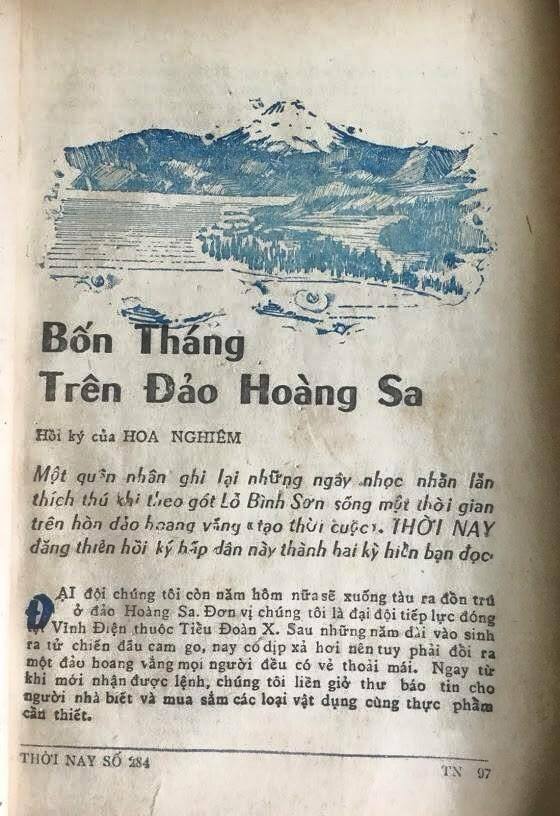 Bốn Tháng
Trên Đảo Hoàng Sa
Hồi ký của HOA NGHIÊM
Một quân nhân ghi lại những ngày nhọc nhằn lẫn
thích thú khi theo gót Lỗ Bình Sơn sống một thời gian
trên hòn đảo hoang vắng «tạo thời cuộc». THỜI NAY
đăng thiên hồi ký hấp dẫn này thành hai kỳ hiến bạn đọc
ĐẠI đội chúng tôi còn năm hôm nữa sẽ xuống tàu ra đồn trú
ở đảo Hoàng Sa. Đơn vị chúng tôi là đại đội tiếp lực đóng
tại Vĩnh Điện thuộc Tiểu Đoàn X. Sau những năm dài vào sinh
ra tử chiến đấu cam go, nay có dịp xả hơi nên tuy phải đồi ra
một đảo hoang vắng mọi người đều có vẻ thoải mái. Ngay từ
khi mới nhận được lệnh, chúng tôi liền giở thư báo tin cho
người nhà biết và mua sắm các loại vật dụng cùng thực phẩm
cần thiết.
THỜI NAY SỐ 284
TN 97